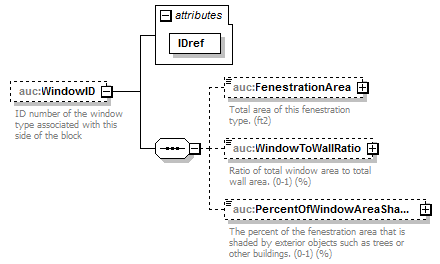 attributes
IDref
auc:WindowID
ID number of the window
type associated with this
side of the block
auc:FenestrationArea
Total area of this fenestration
type. (ft2)
auc:WindowToWallRatio
Ratio of total window area to total
wall area. (0-1) (%)
auc:PercentOfWindowAreaSha...
The percent of the fenestration area that is
shaded by exterior objects such as trees or
other buildings. (0-1) (%)